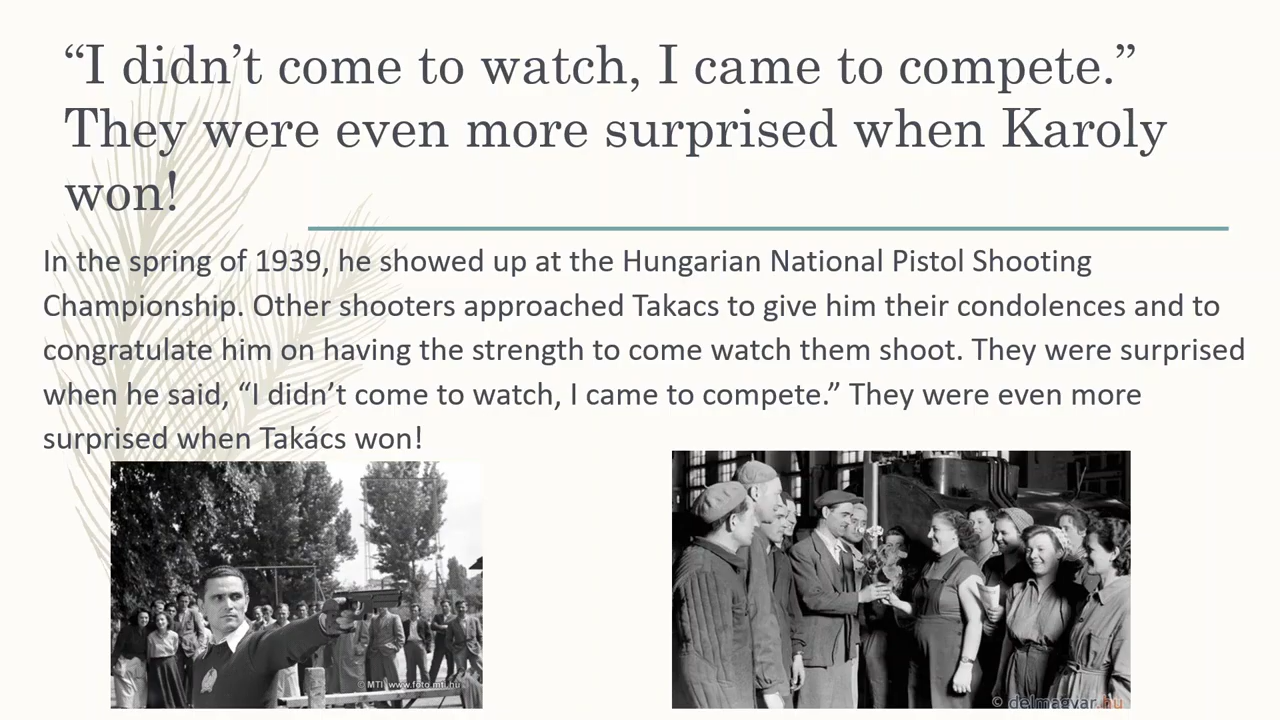 “I didn’t come to watch, I came to compete.”
They were even more surprised when Karoly
won!
In the spring of 1939, he showed up at the Hungarian National Pistol Shooting
Championship. Other shooters approached Takacs to give him their condolences and to
congratulate him on having the strength to come watch them shoot. They were surprised
when he said, “I didn’t come to watch, I came to compete.” They were even more
surprised when Takács won!
© MTI www.foto.mti.hu
© delmagyar.hu